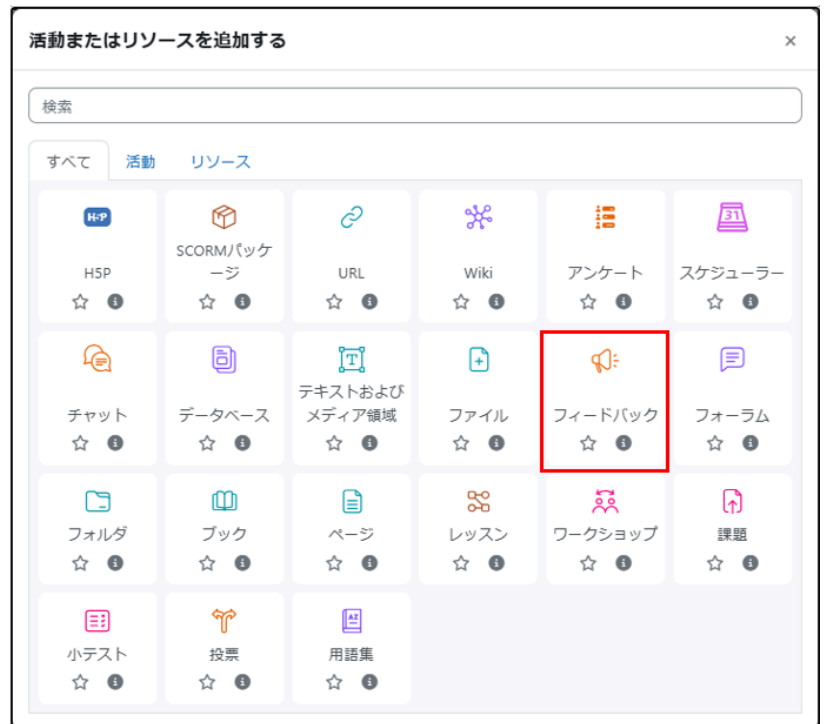 活動またはリソースを追加する ×
検索
すべて 活動 リソース
H5P
H5P
SCORMパッケ
ージ
URL
Wiki
アンケート
31
スケジューラー
チャット
データベース
T
テキストおよび
メディア領域
ファイル
フィードバック
フォーラム
フォルダ
ブック
ページ
レッスン
ワークショップ
課題
小テスト
投票
AZ
用語集